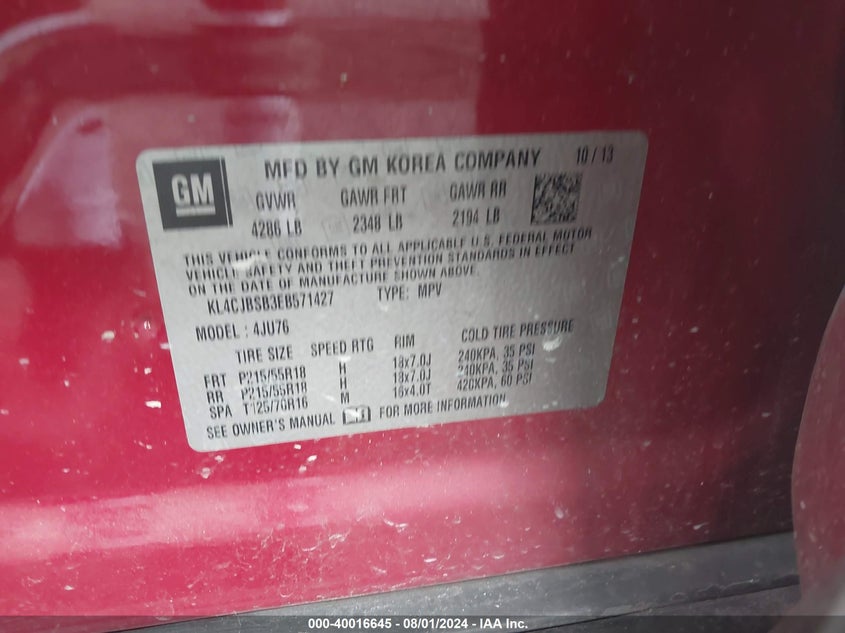 GM
MFD BY GM KOREA COMPANY 10/13
GVWR GAWR FRT GAWR RR
4286 LB 2348 LB 2194 LB
THIS VEHICLE CONFORMS TO ALL APPLICABLE U.S. FEDERAL MOTOR
VEHICLE SAFETY AND THEFT PREVENTION STANDARDS IN EFFECT
ON THE DATE OF MANUFACTURE SHOWN ABOVE.
KL4CJBSB3EB571427 TYPE: MPV
MODEL: 4JU76
TIRE SIZE SPEED RTG RIM COLD TIRE PRESSURE
FRT P215/55R18 H 18x7.0J 240KPA, 35 PSI
RR P215/55R18 H 18x7.0J 240KPA, 35 PSI
SPA T125/70R16 M 16x4.0T 420KPA, 60 PSI
SEE OWNER'S MANUAL FOR MORE INFORMATION
000-40016645 - 08/01/2024 - IAA Inc.